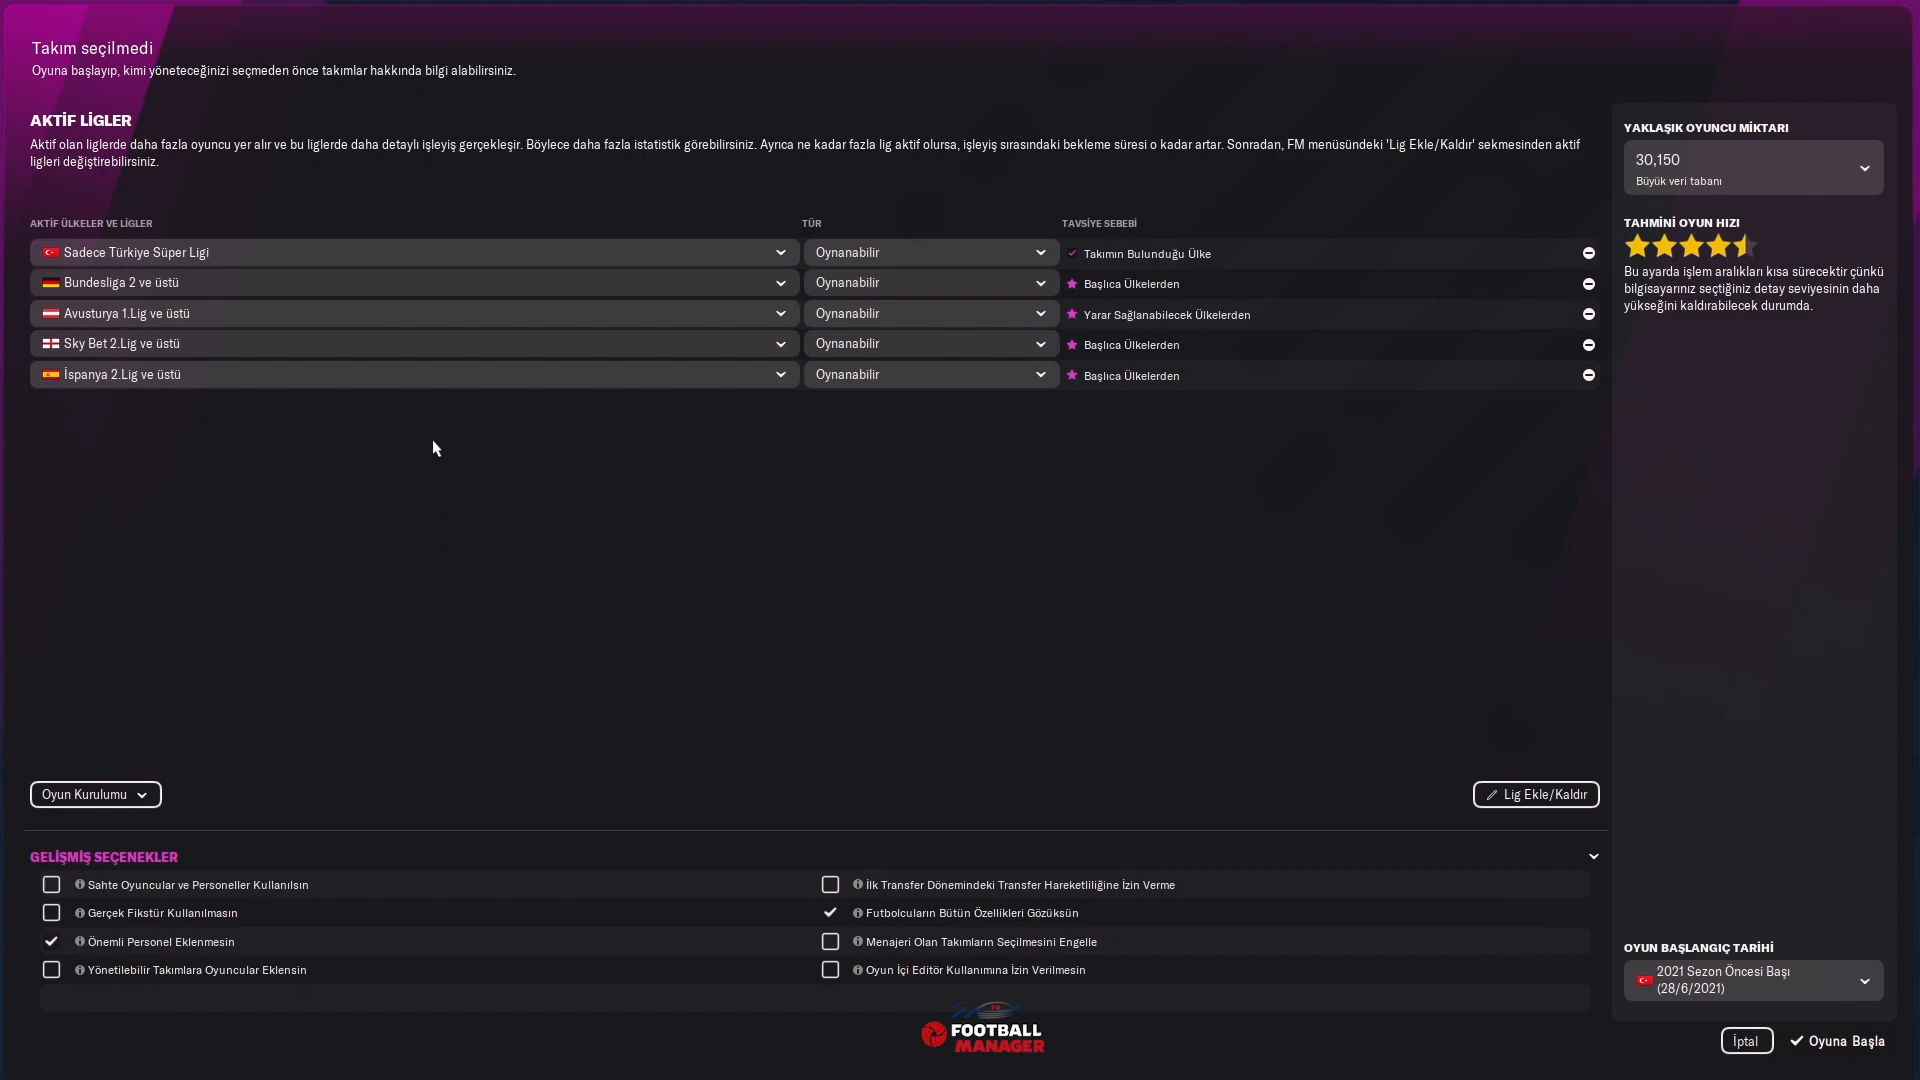 Takım seçilmedi
Oyuna başlayıp, kimi yöneteceğinizi seçmeden önce takımlar hakkında bilgi alabilirsiniz.
AKTİF LİGLER
Aktif olan liglerde daha fazla oyuncu yer alır ve bu liglerde daha detaylı işleyiş gerçekleşir. Böylece daha fazla istatistik görebilirsiniz. Ayrıca ne kadar fazla lig aktif olursa, işleyiş sırasındaki bekleme süresi o kadar artar. Sonradan, FM menüsündeki 'Lig Ekle/Kaldır' sekmesinden aktif
ligleri değiştirebilirsiniz.
AKTİF ÜLKELER VE LİGLER TÜR TAVSİYE SEBEBİ
Sadece Türkiye Süper Ligi Oynanabilir Takımın Bulunduğu Ülke
Bundesliga 2 ve üstü Oynanabilir Başlıca Ülkelerden
Avusturya 1.Lig ve üstü Oynanabilir Yarar Sağlanabilecek Ülkelerden
Sky Bet 2.Lig ve üstü Oynanabilir Başlıca Ülkelerden
İspanya 2.Lig ve üstü Oynanabilir Başlıca Ülkelerden
Oyun Kurulumu Lig Ekle/Kaldır
GELİŞMİŞ SEÇENEKLER
Sahte Oyuncular ve Personeller Kullanılsın İlk Transfer Dönemindeki Transfer Hareketliliğine İzin Verme
Gerçek Fikstür Kullanılmasın Futbolcuların Bütün Özellikleri Gözüksün
Önemli Personel Eklenmesin Menajeri Olan Takımların Seçilmesini Engelle
Yönetilebilir Takımlara Oyuncular Eklensin Oyun İçi Editör Kullanımına İzin Verilmesin
YAKLAŞIK OYUNCU MİKTARI
30,150
Büyük veri tabanı
TAHMİNİ OYUN HIZI
Bu ayarda işlem aralıkları kısa sürecektir çünkü
bilgisayarınız seçtiğiniz detay seviyesinin daha
yükseğini kaldırabilecek durumda.
OYUN BAŞLANGIÇ TARİHİ
2021 Sezon Öncesi Başı
(28/6/2021)
FOOTBALL
MANAGER
İptal Oyuna Başla